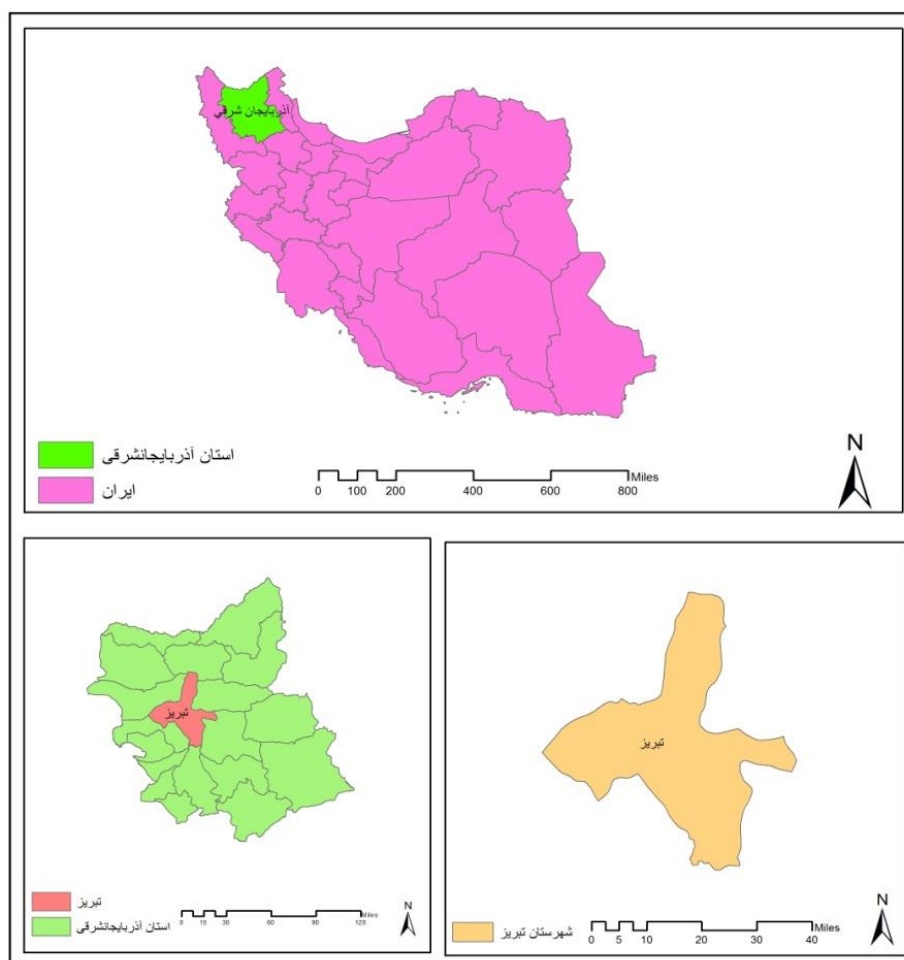 آذربایجان شرقي
N
استان آذربایجانشرقی
ایران
0 100 200 400 600 800 Miles
تبریز
تبریز
استان آذربایجانشرقی
0 15 30 60 90 120 Miles
N
تبریز
شهرستان تبریز
0 5 10 20 30 40 Miles
N